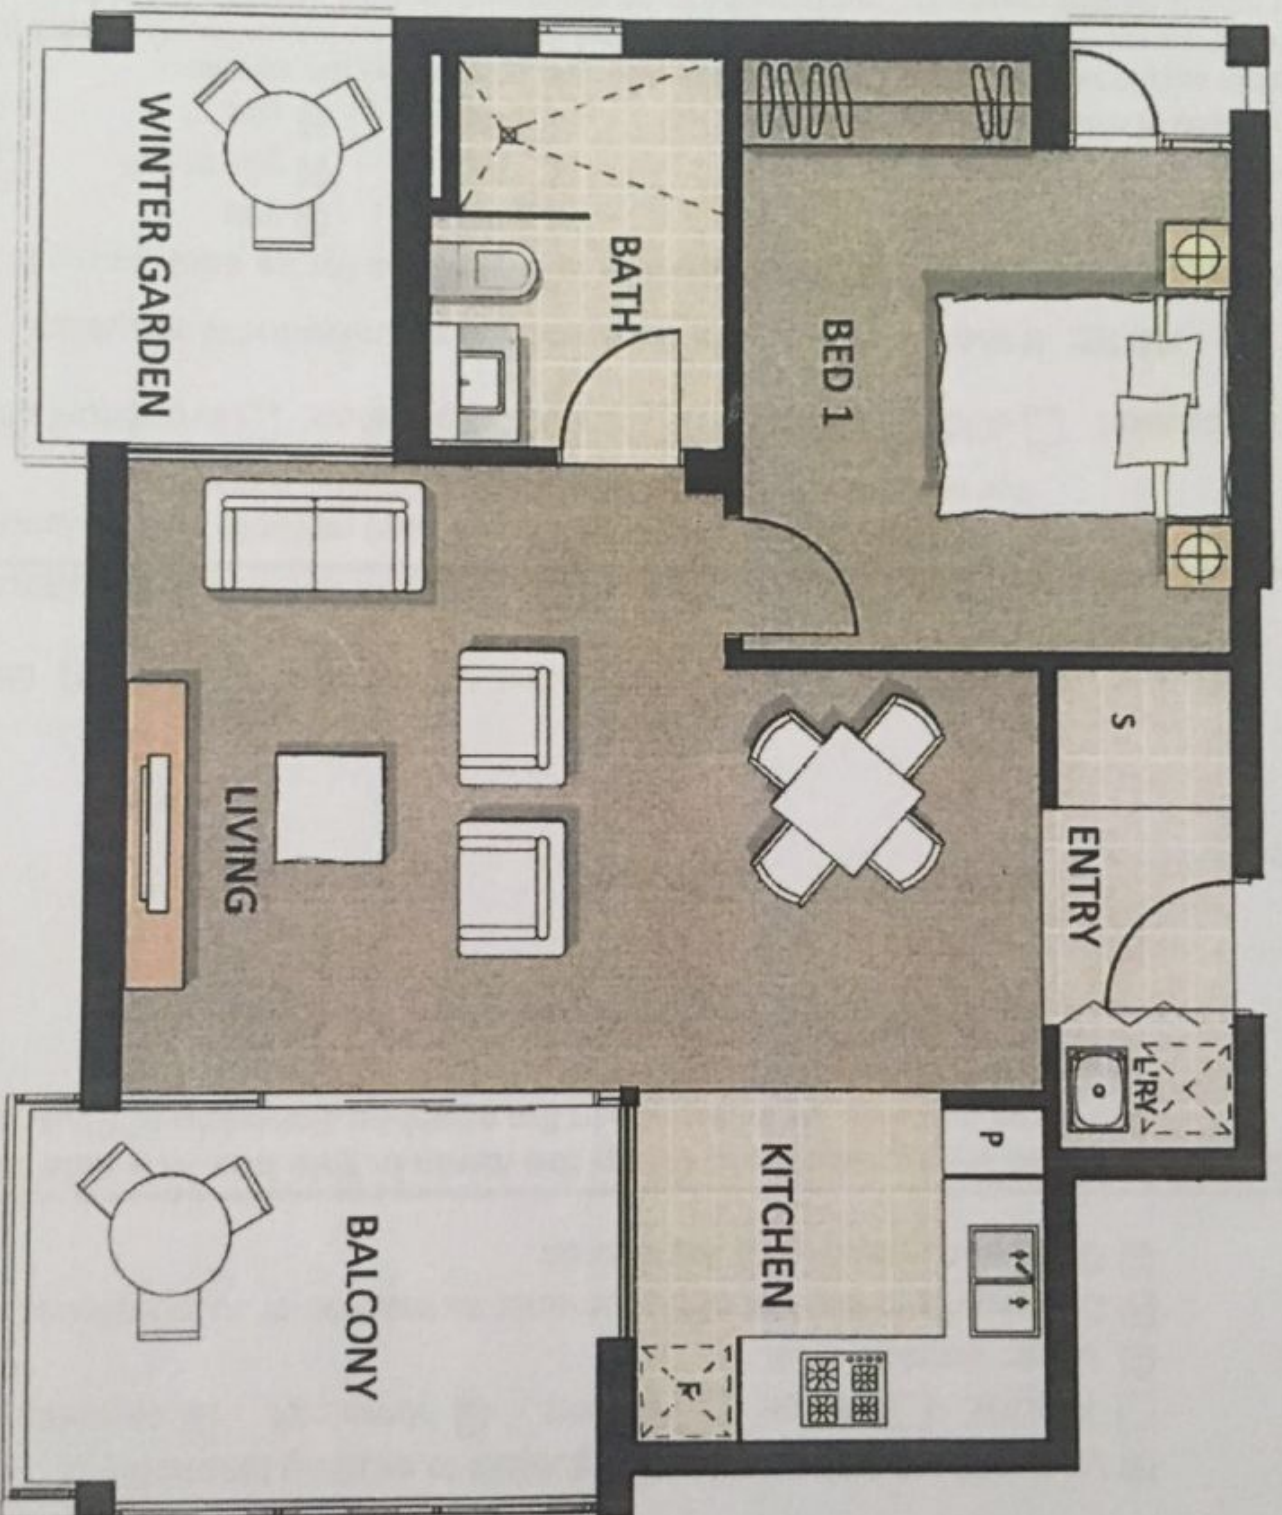 WINTER GARDEN
BATH
BED 1
S
ENTRY
LIVING
L'RY
P
KITCHEN
F
BALCONY